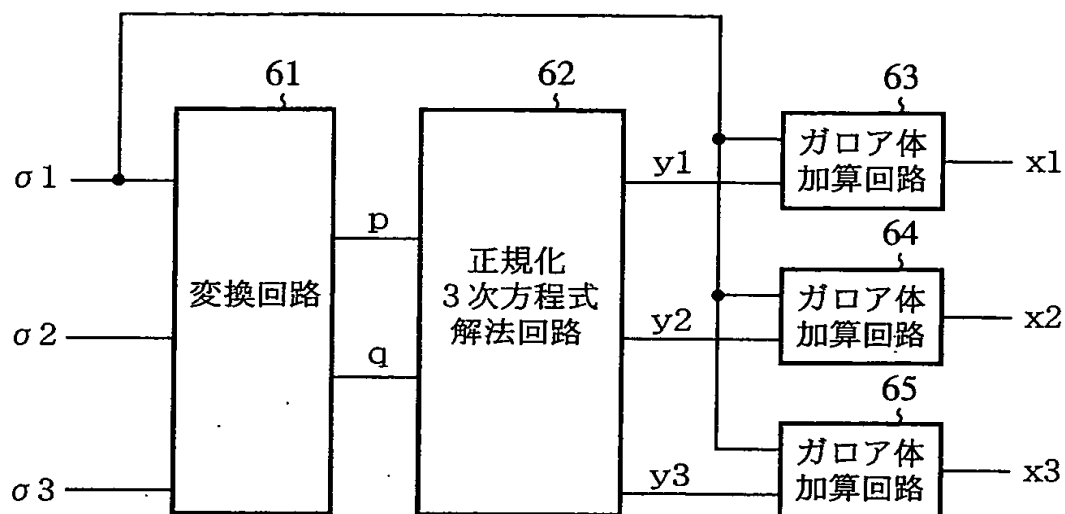 61
62
63
σ1
σ2
σ3
変換回路
p
q
正規化
3次方程式
解法回路
y1
y2
y3
ガロア体
加算回路
x1
64
ガロア体
加算回路
x2
65
ガロア体
加算回路
x3